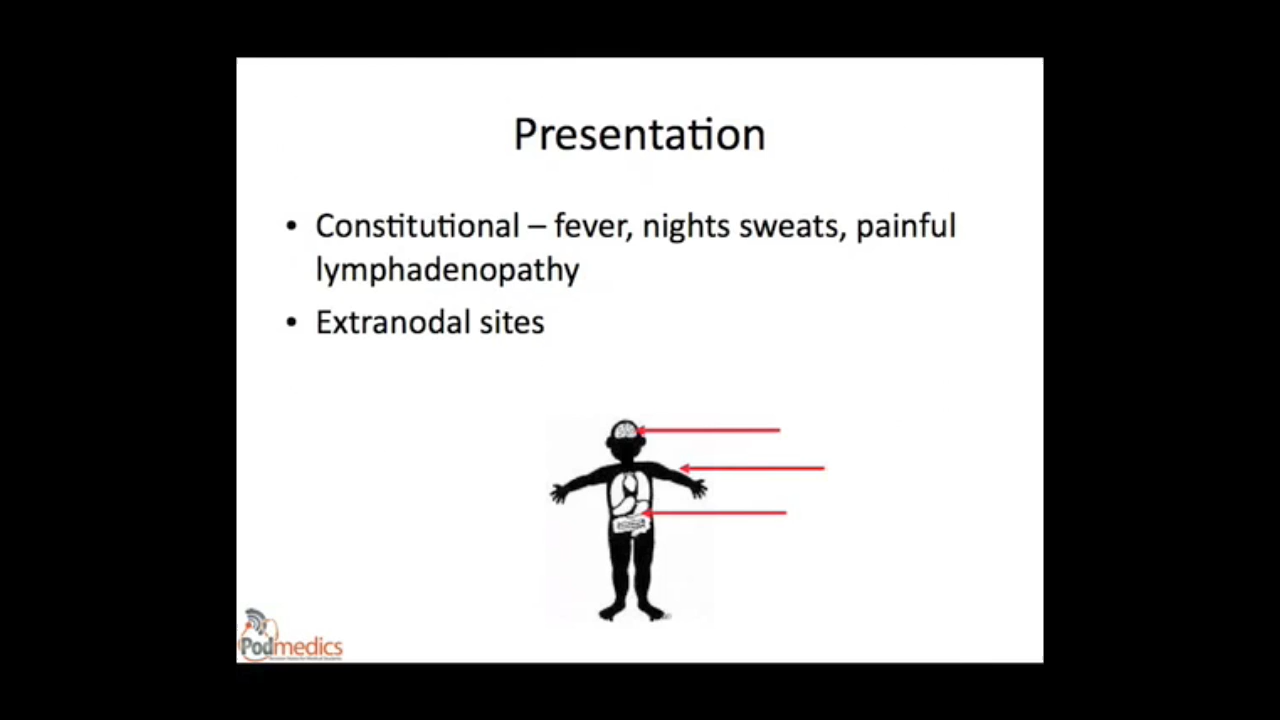 Presentation
• Constitutional – fever, nights sweats, painful
lymphadenopathy
• Extranodal sites
Podmedics